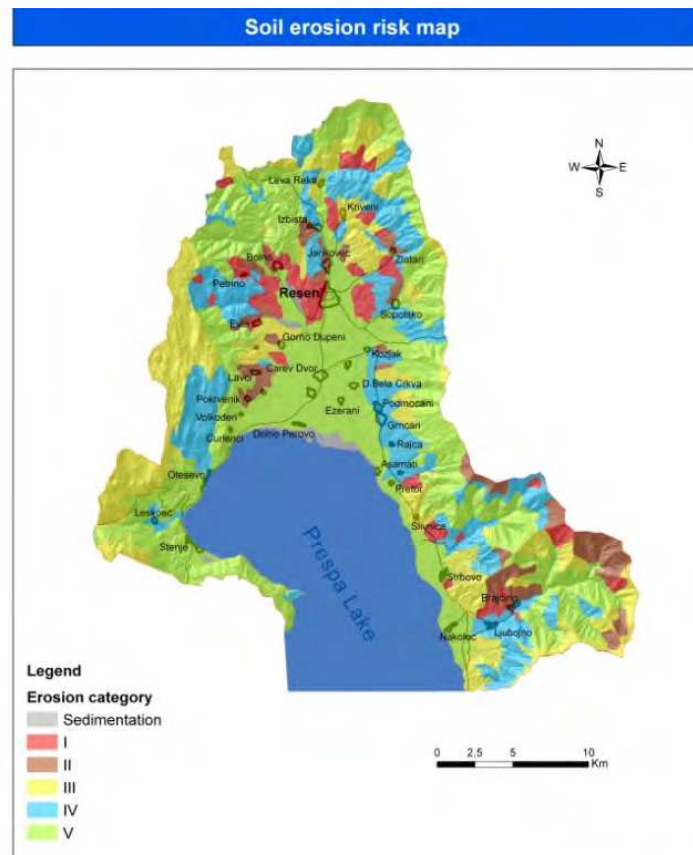 Soil erosion risk map
N
W E
S
Leva Reka
Kriveni
Izbista
Jankovec
Zlatari
Bolno
Petrino
Resen
Sopotsko
Evla
Gorno Dupeni
Kozjak
Carev Dvor
Lavci
D.Bela Crkva
Pokrvenik
Ezerani
Podmocani
Volkoderi
Grncari
Curlenci
Dolno Perovo
Rajca
Asamati
Otesevo
Pretor
Leskoec
Slivnica
Stenje
Prespa Lake
Strbovo
Brajcino
Nakolec
Ljubojno
Legend
Erosion category
Sedimentation
I
II
III
IV
V
0 2.5 5 10
Km